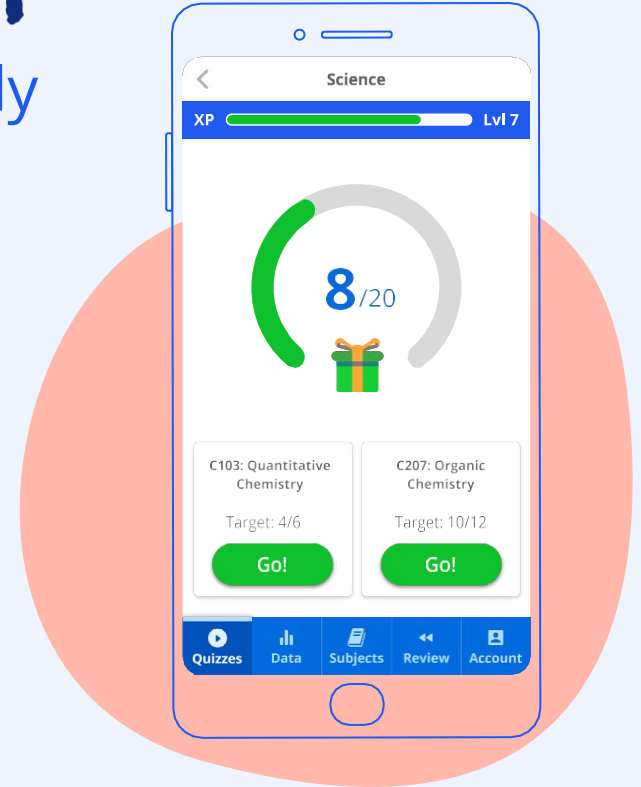 ly
Science
XP Lvl 7
8/20
C103: Quantitative
Chemistry
Target: 4/6
Go!
C207: Organic
Chemistry
Target: 10/12
Go!
Quizzes Data Subjects Review Account